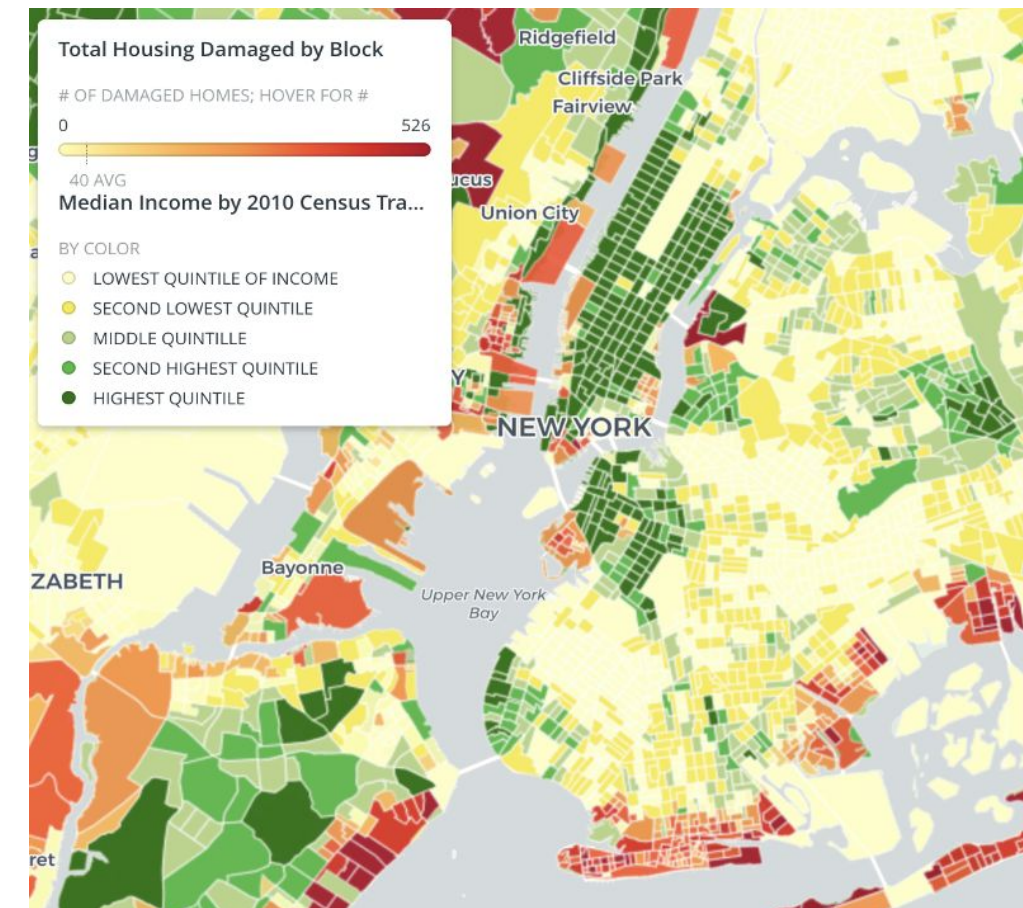 Total Housing Damaged by Block
# OF DAMAGED HOMES; HOVER FOR #
0 526
40 AVG
Median Income by 2010 Census Tra...
BY COLOR
LOWEST QUINTILE OF INCOME
SECOND LOWEST QUINTILE
MIDDLE QUINTILLE
SECOND HIGHEST QUINTILE
HIGHEST QUINTILE
Ridgefield
Cliffside Park
Fairview
ucus
Union City
Y
NEW YORK
Bayonne
ZABETH
Upper New York
Bay
ret